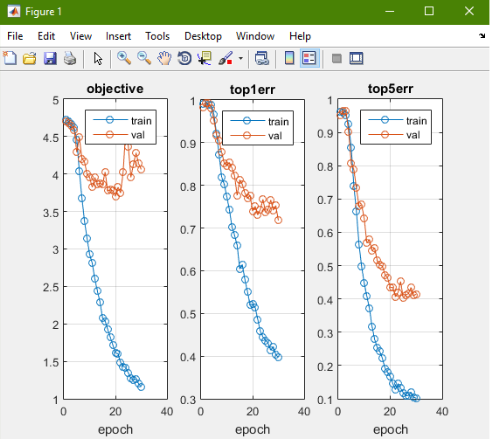 Figure 1
File Edit View Insert Tools Desktop Window Help
objective
train
val
5
4.5
4
3.5
3
2.5
2
1.5
1
0 20 40
epoch
top1err
train
val
1
0.9
0.8
0.7
0.6
0.5
0.4
0.3
0 20 40
epoch
top5err
train
val
1
0.9
0.8
0.7
0.6
0.5
0.4
0.3
0.2
0.1
0 20 40
epoch